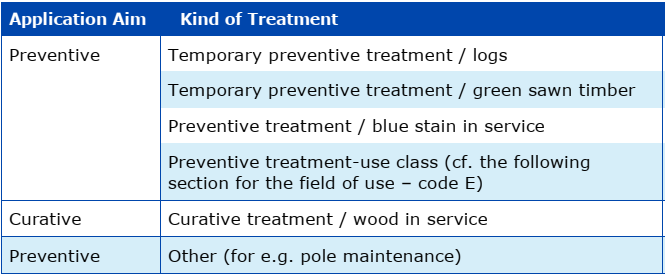 Application Aim Kind of Treatment
Preventive Temporary preventive treatment / logs
Temporary preventive treatment / green sawn timber
Preventive treatment / blue stain in service
Preventive treatment-use class (cf. the following
section for the field of use – code E)
Curative Curative treatment / wood in service
Preventive Other (for e.g. pole maintenance)